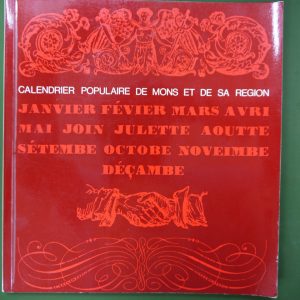 CALENDRIER POPULAIRE DE MONS ET DE SA REGION
JANVIER FÉVIER MARS AVRI
MAI JOIN JULETTE AOUTTE
SÉTEMBE OCTOBE NOVEIMBE
DÉÇAMBE